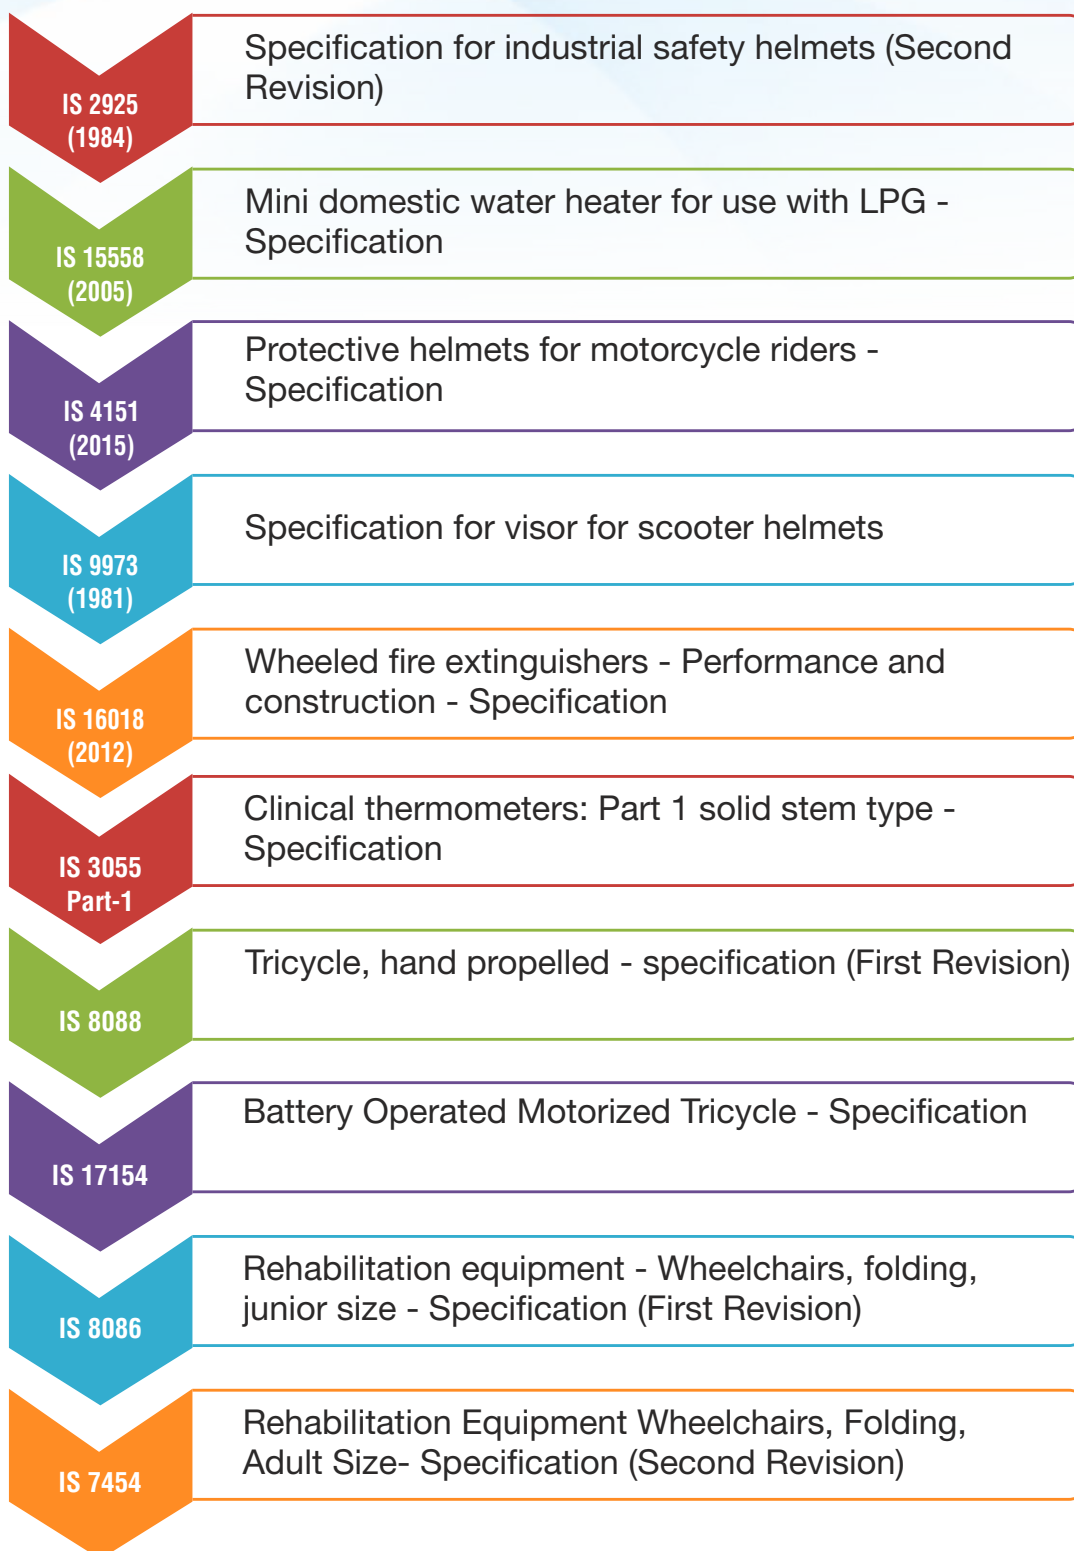 IS 2925
(1984)
Specification for industrial safety helmets (Second
Revision)
IS 15558
(2005)
Mini domestic water heater for use with LPG -
Specification
IS 4151
(2015)
Protective helmets for motorcycle riders -
Specification
IS 9973
(1981)
Specification for visor for scooter helmets
IS 16018
(2012)
Wheeled fire extinguishers - Performance and
construction - Specification
IS 3055
Part-1
Clinical thermometers: Part 1 solid stem type -
Specification
IS 8088
Tricycle, hand propelled - specification (First Revision)
IS 17154
Battery Operated Motorized Tricycle - Specification
IS 8086
Rehabilitation equipment - Wheelchairs, folding,
junior size - Specification (First Revision)
IS 7454
Rehabilitation Equipment Wheelchairs, Folding,
Adult Size- Specification (Second Revision)